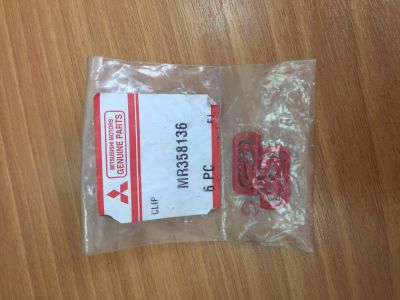 MITSUBISHI MOTORS
GENUINE PARTS
MR358136
CLIP
6 PC